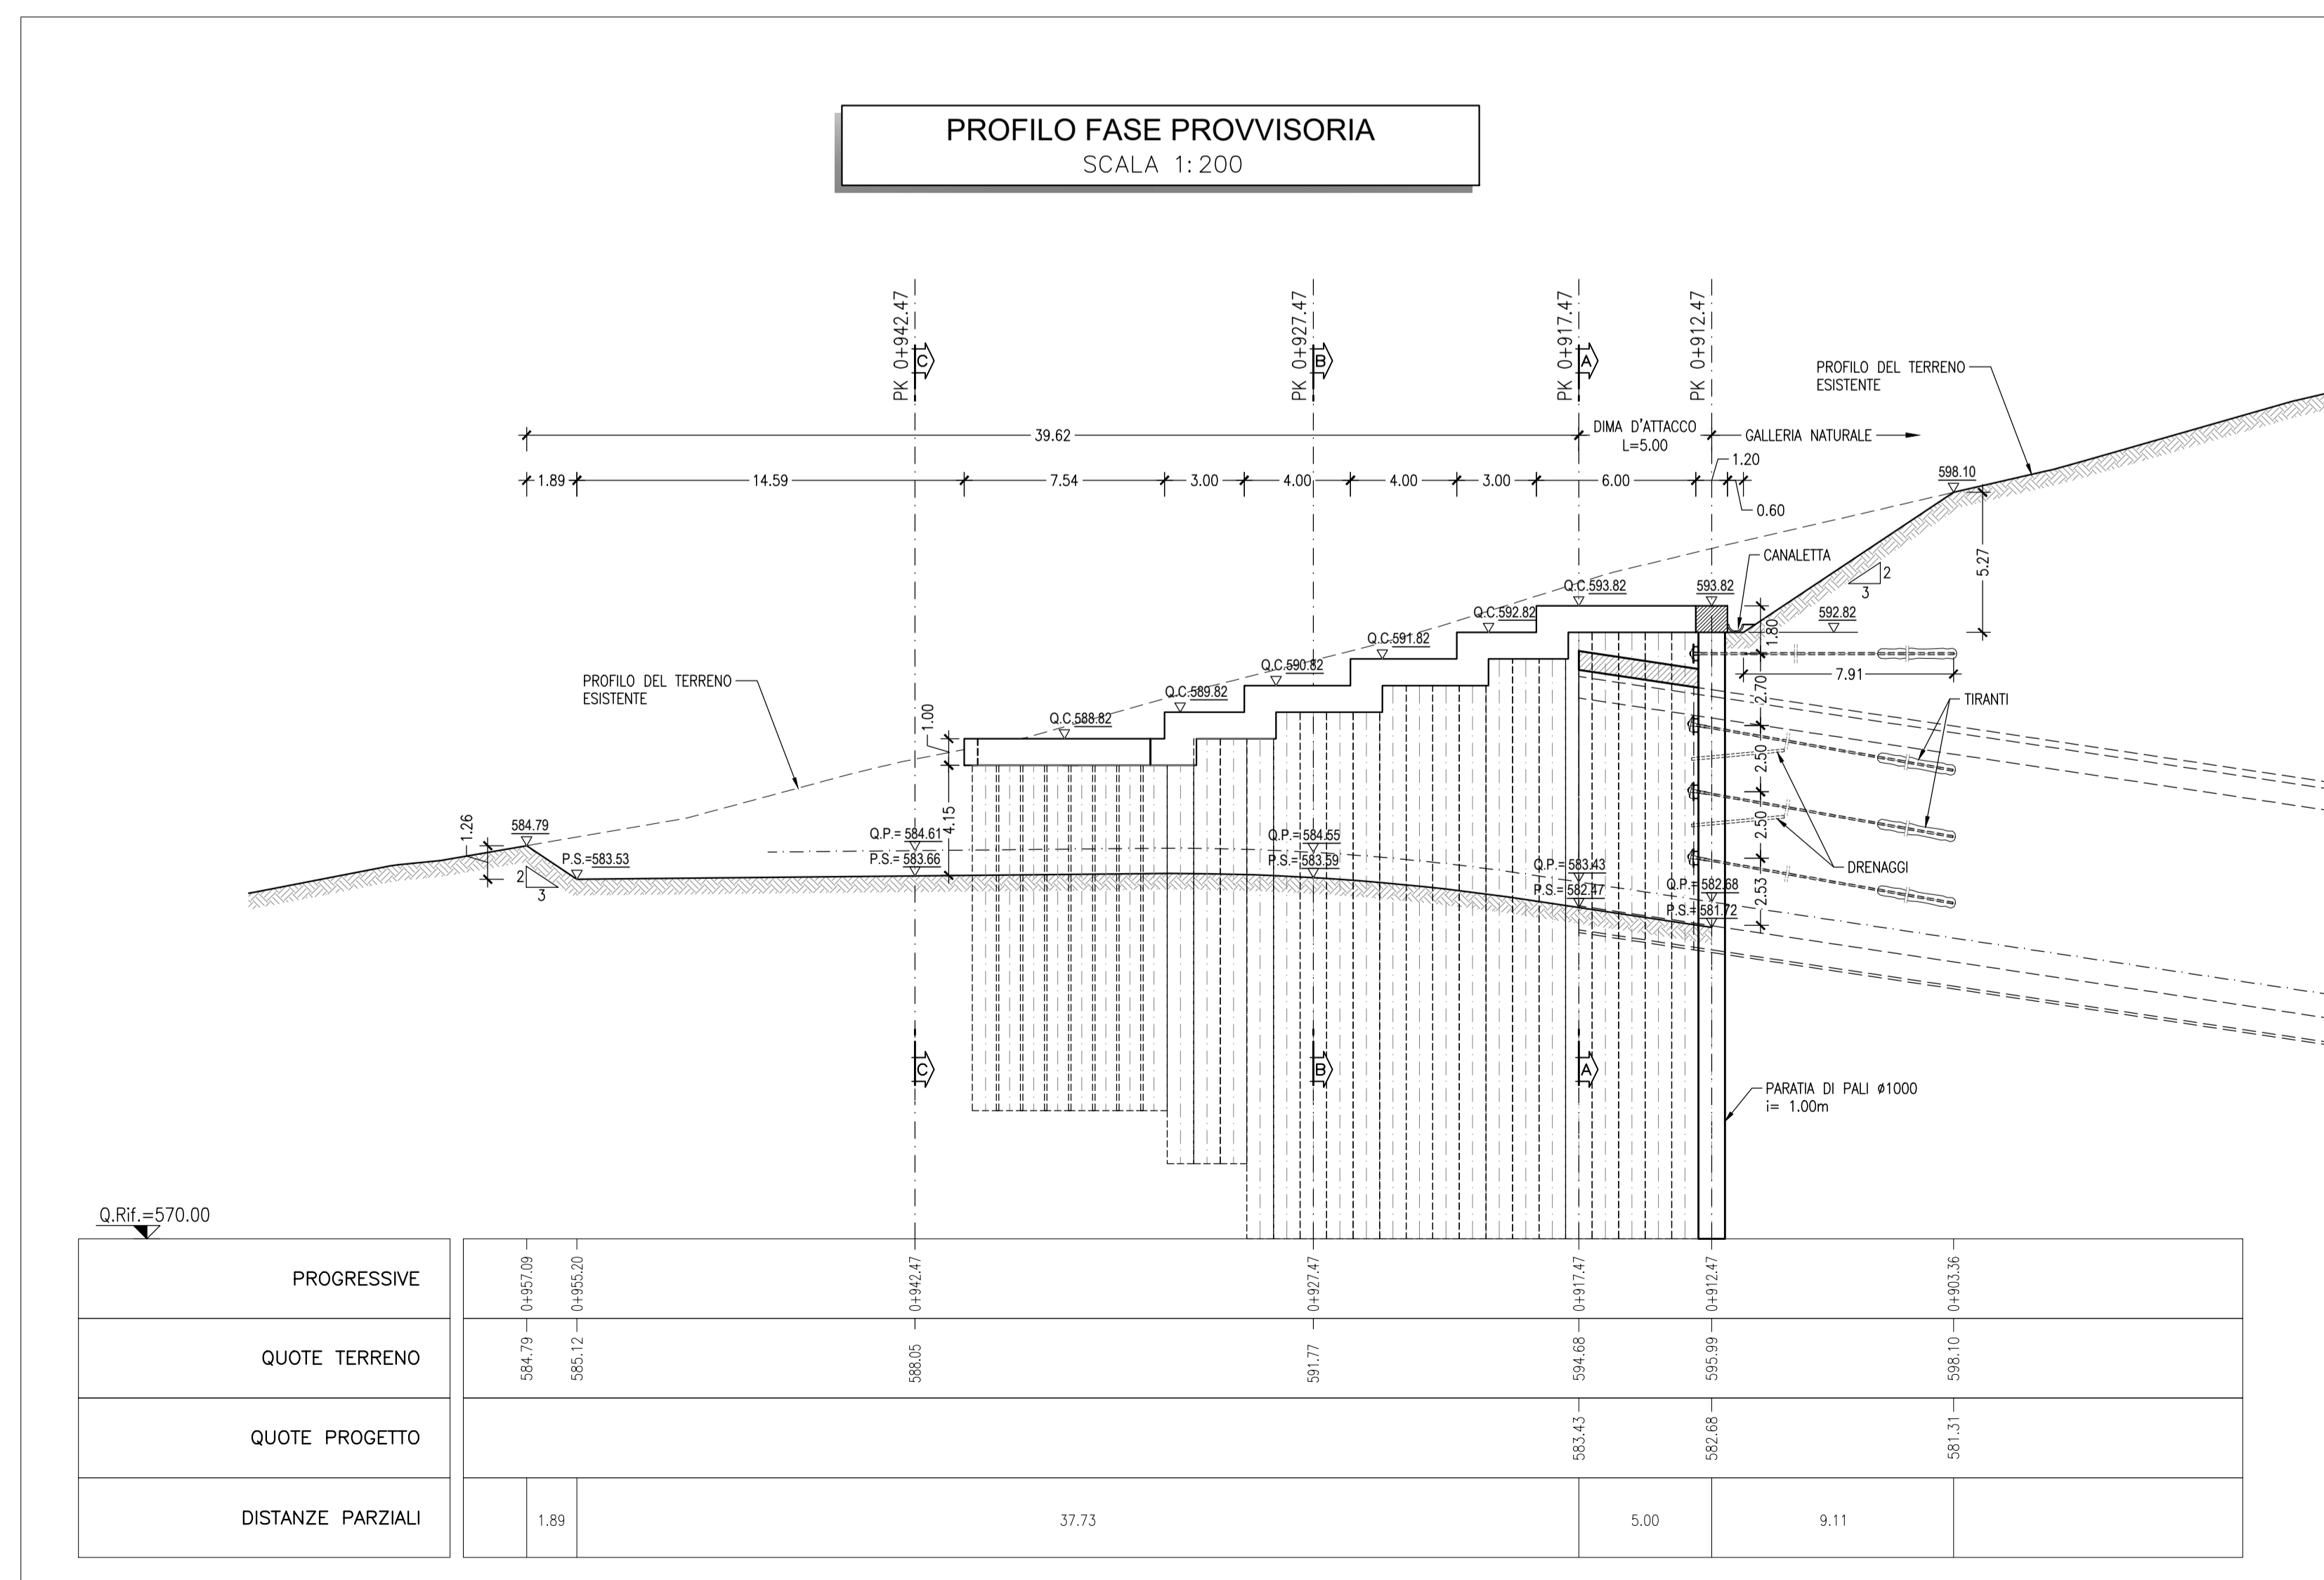 PROFILO FASE PROVVISORIA
SCALA 1:200
PK 0+942.47
PK 0+927.47
PK 0+917.47
PK 0+912.47
C
B
A
PROFILO DEL TERRENO
ESISTENTE
39.62
DIMA D'ATTACCO
L=5.00
GALLERIA NATURALE
1.89
14.59
7.54
3.00
4.00
4.00
3.00
6.00
1.20
0.60
598.10
5.27
CANALETTA
2
3
Q.C.593.82
593.82
592.82
Q.C.592.82
1.80
Q.C.591.82
Q.C.590.82
7.91
PROFILO DEL TERRENO
ESISTENTE
Q.C.589.82
2.70
TIRANTI
Q.C.588.82
1.00
2.50
4.15
2.50
1.26
584.79
Q.P.= 584.61
Q.P.= 584.55
P.S.=583.53
P.S.= 583.66
P.S.= 583.59
Q.P.= 583.43
DRENAGGI
2
3
P.S.= 582.47
Q.P.= 582.68
2.53
P.S.= 581.72
C
B
A
PARATIA DI PALI ø1000
i= 1.00m
Q.Rif.=570.00
PROGRESSIVE
0+957.09
0+955.20
0+942.47
0+927.47
0+917.47
0+912.47
0+903.36
QUOTE TERRENO
584.79
585.12
588.05
591.77
594.68
595.99
598.10
QUOTE PROGETTO
583.43
582.68
581.31
DISTANZE PARZIALI
1.89
37.73
5.00
9.11